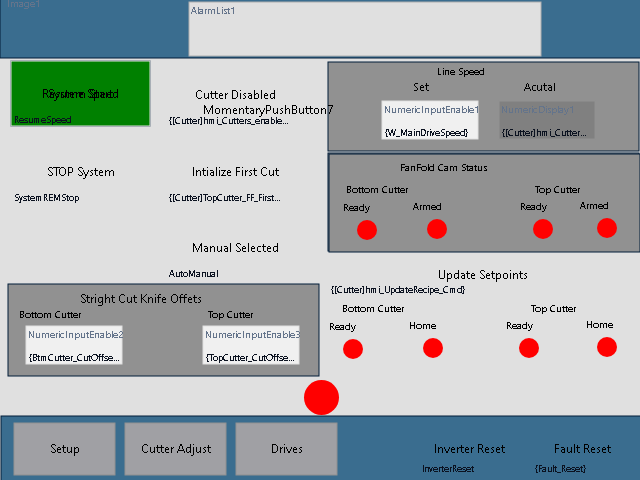 Image1
AlarmList1
ResumeSpeed
Cutter Disabled
MomentaryPushButton7
{[Cutter]hmi_Cutters_enable...
Line Speed
Set
Acutal
NumericInputEnable1
NumericDisplay1
{W_MainDriveSpeed}
{[Cutter]hmi_Cutter...
STOP System
SystemREMStop
Intialize First Cut
{[Cutter]TopCutter_FF_First...
FanFold Cam Status
Bottom Cutter
Top Cutter
Ready
Armed
Ready
Armed
Manual Selected
AutoManual
Update Setpoints
{[Cutter]hmi_UpdateRecipe_Cmd}
Stright Cut Knife Offets
Bottom Cutter
Top Cutter
NumericInputEnable2
NumericInputEnable3
{BtmCutter_CutOffse...
{TopCutter_CutOffse...
Bottom Cutter
Top Cutter
Ready
Home
Ready
Home
Setup
Cutter Adjust
Drives
Inverter Reset
Fault Reset
InverterReset
{Fault_Reset}